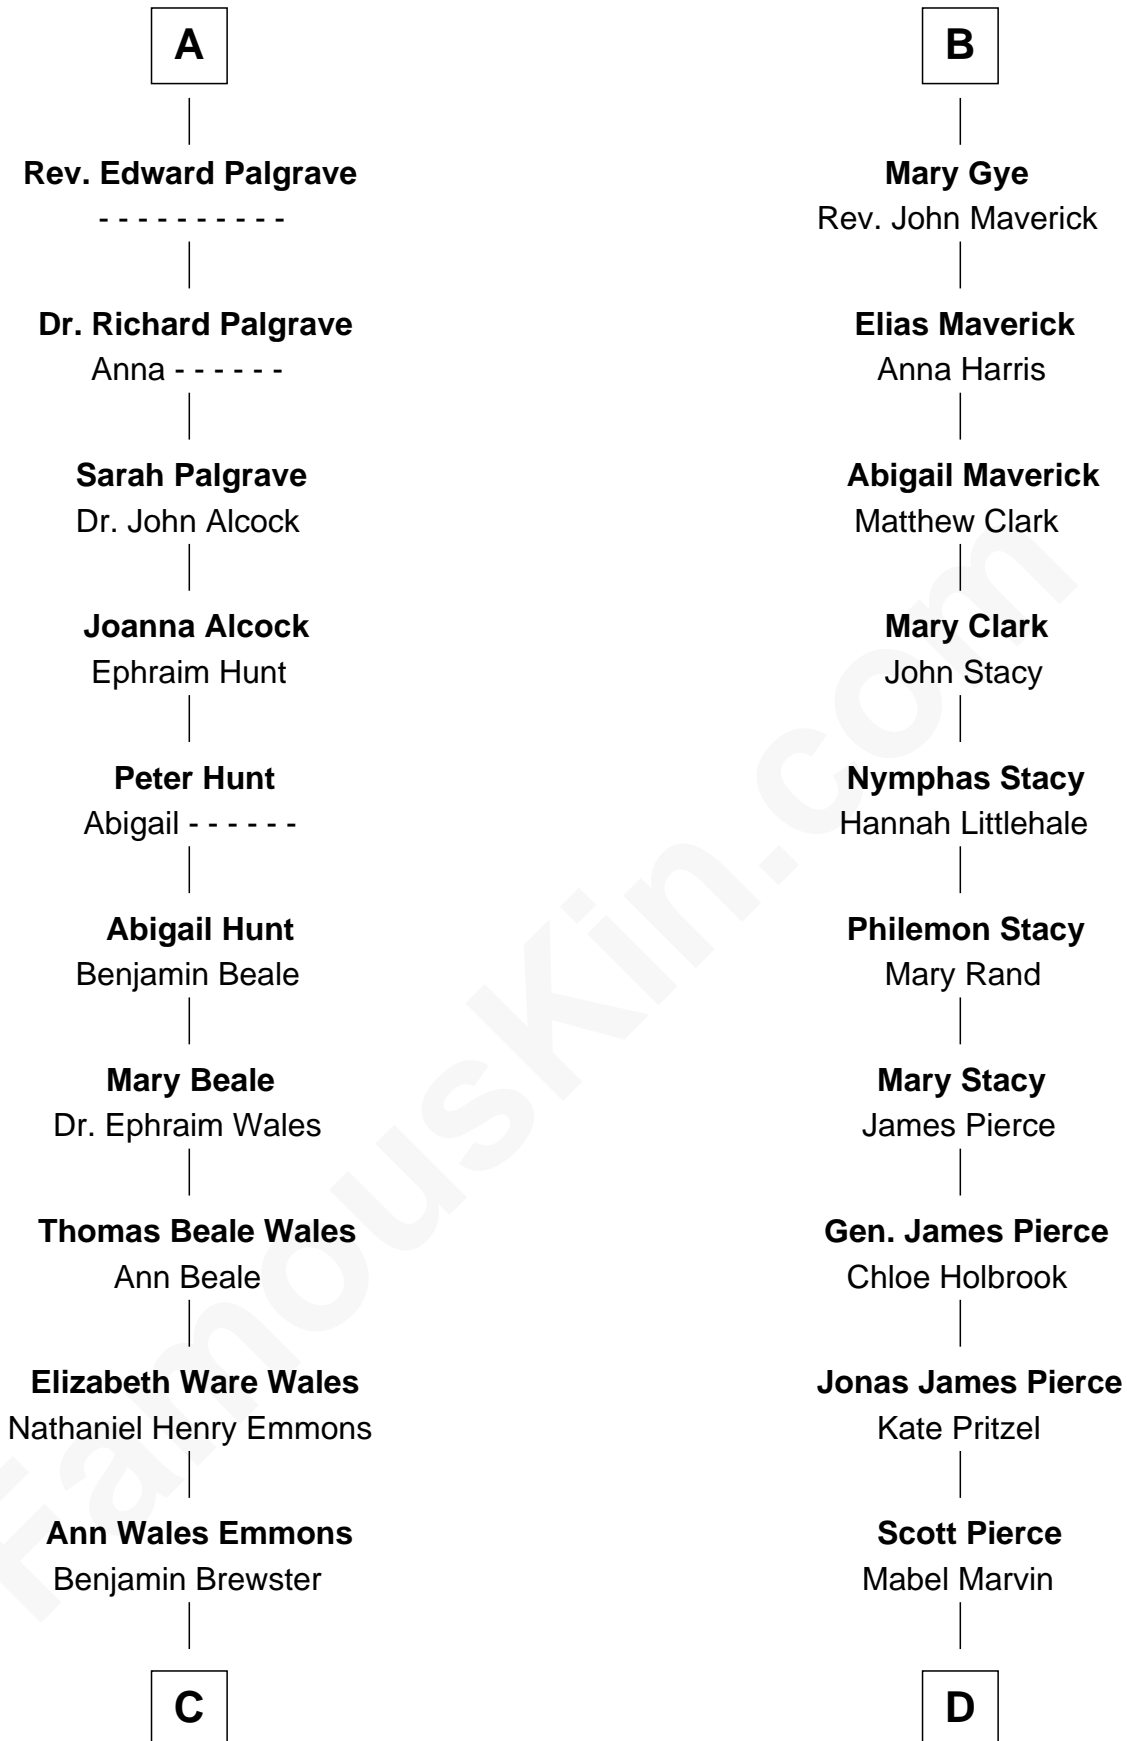 A
Rev. Edward Palgrave
- - - - - - - - - -
Dr. Richard Palgrave
Anna - - - - - -
Sarah Palgrave
Dr. John Alcock
Joanna Alcock
Ephraim Hunt
Peter Hunt
Abigail - - - - - -
Abigail Hunt
Benjamin Beale
Mary Beale
Dr. Ephraim Wales
Thomas Beale Wales
Ann Beale
Elizabeth Ware Wales
Nathaniel Henry Emmons
Ann Wales Emmons
Benjamin Brewster
C
B
Mary Gye
Rev. John Maverick
Elias Maverick
Anna Harris
Abigail Maverick
Matthew Clark
Mary Clark
John Stacy
Nymphas Stacy
Hannah Littlehale
Philemon Stacy
Mary Rand
Mary Stacy
James Pierce
Gen. James Pierce
Chloe Holbrook
Jonas James Pierce
Kate Pritzel
Scott Pierce
Mabel Marvin
D
FamousKin.com